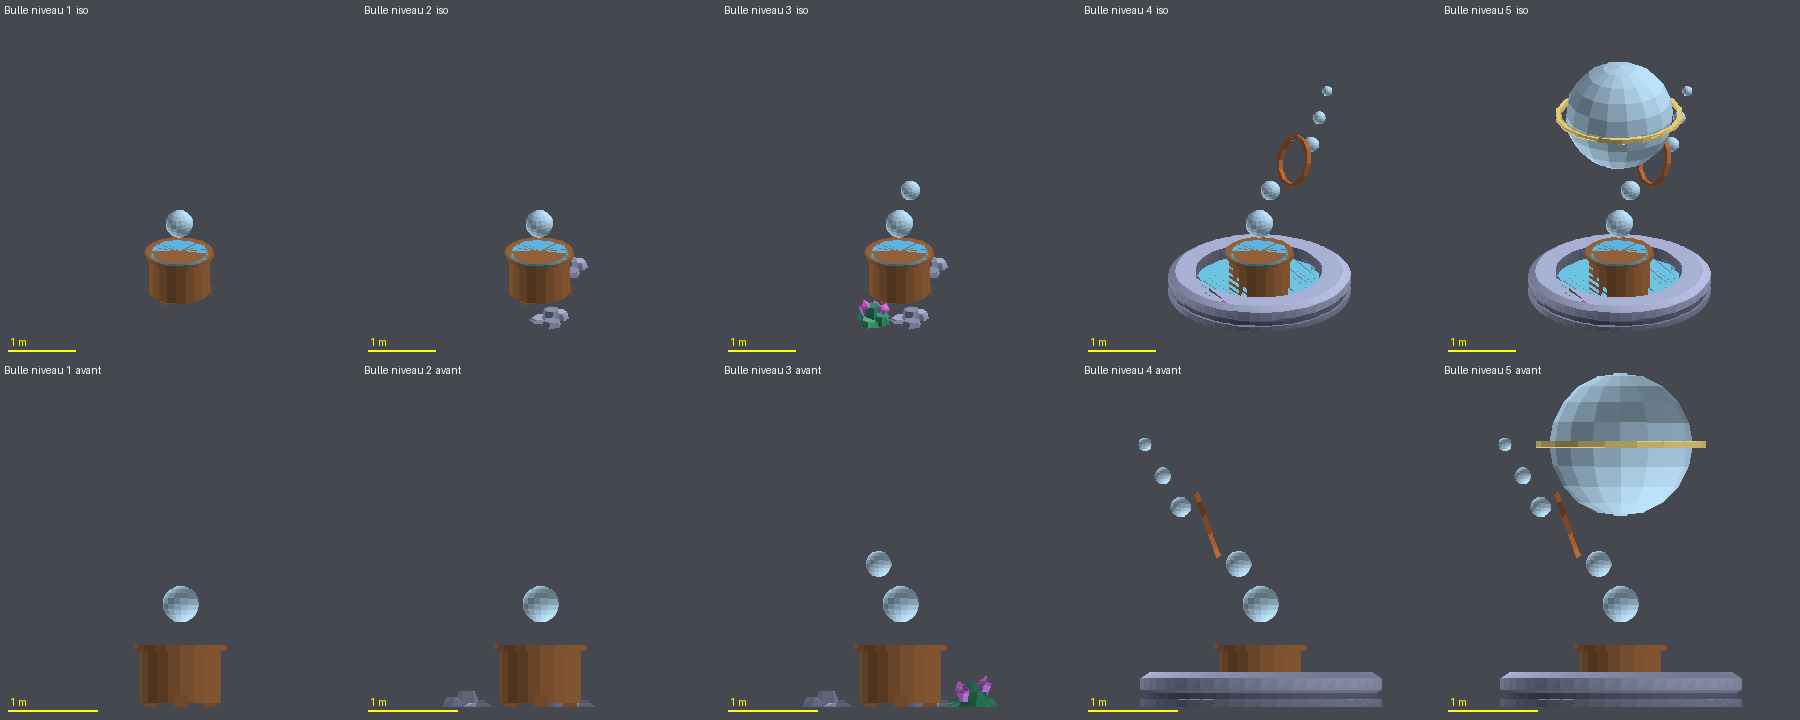 Bulle niveau 1 iso
Bulle niveau 2 iso
Bulle niveau 3 iso
Bulle niveau 4 iso
Bulle niveau 5 iso
1 m
1 m
1 m
1 m
1 m
Bulle niveau 1 avant
Bulle niveau 2 avant
Bulle niveau 3 avant
Bulle niveau 4 avant
Bulle niveau 5 avant
1 m
1 m
1 m
1 m
1 m